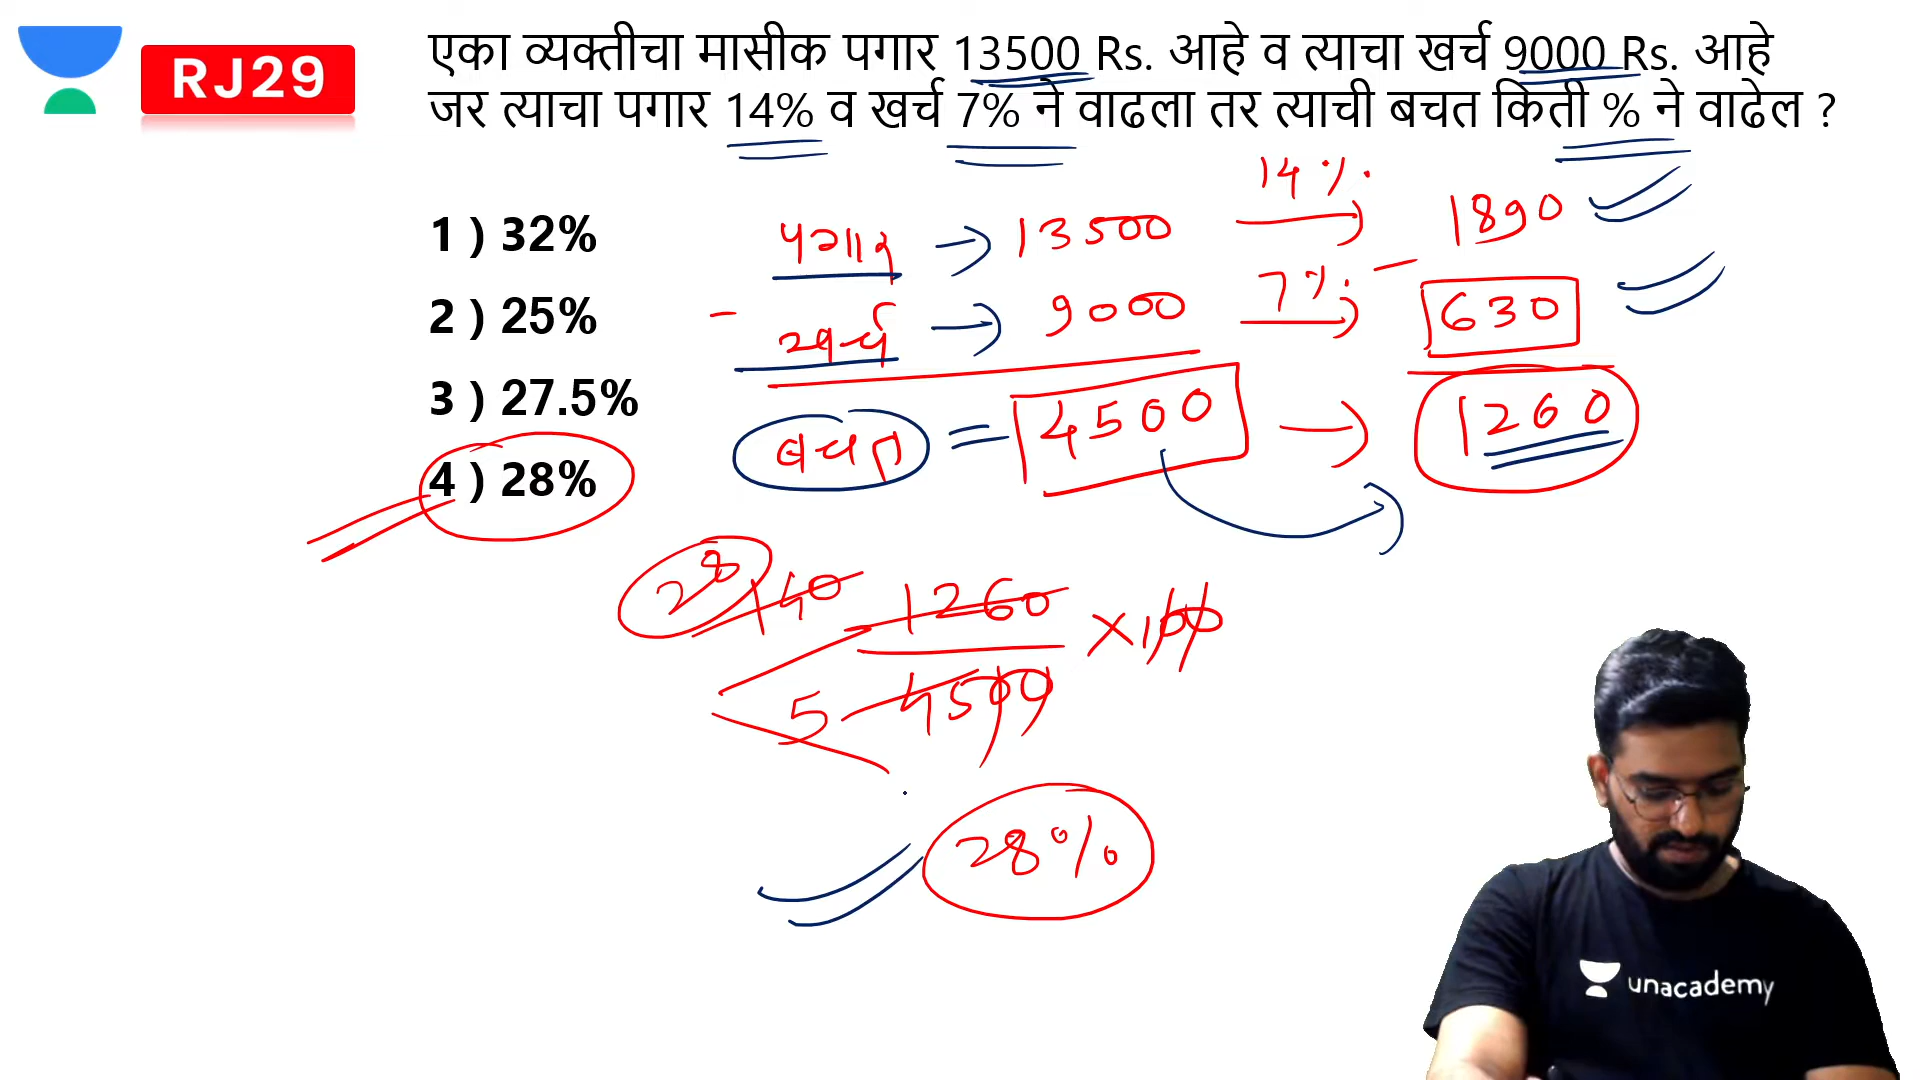 RJ29
एका व्यक्तीचा मासीक पगार 13500 Rs. आहे व त्याचा खर्च 9000 Rs. आहे
जर त्याचा पगार 14% व खर्च 7% ने वाढला तर त्याची बचत किती % ने वाढेल ?
1 ) 32%
2 ) 25%
3 ) 27.5%
4 ) 28%
पगार → 13500 14% → 1890
- खर्च → 9000 7% → - 630
बचत = 4500 → 1260
28 140 1260 × 100
5 4500
28%
unacademy